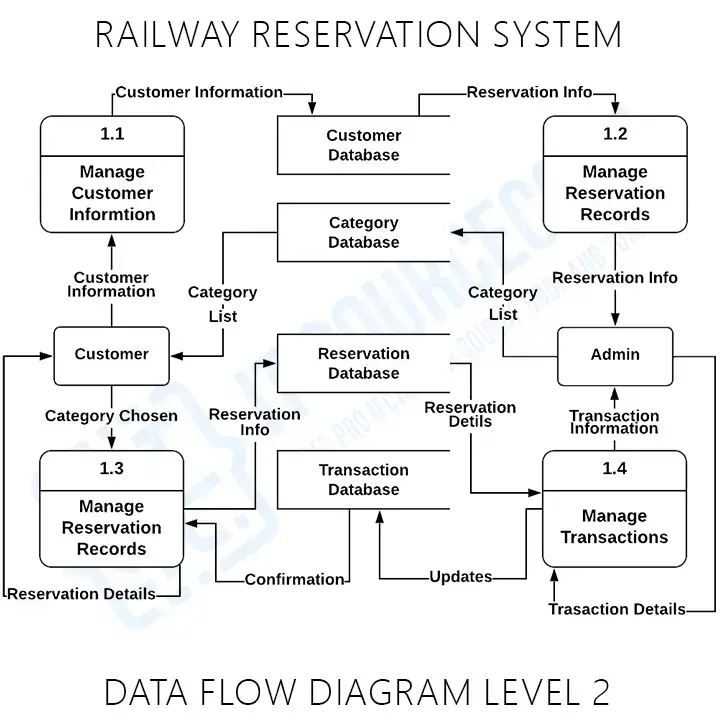 RAILWAY RESERVATION SYSTEM
Customer Information
Reservation Info
1.1
Manage
Customer
Informtion
Customer
Database
1.2
Manage
Reservation
Records
Category
Database
Customer
Information
Category
List
Category
List
Reservation Info
Customer
Reservation
Database
Admin
Category Chosen
Reservation
Info
Reservation
Detils
Transaction
Information
1.3
Manage
Reservation
Records
Transaction
Database
1.4
Manage
Transactions
Confirmation
Updates
Reservation Details
Trasaction Details
DATA FLOW DIAGRAM LEVEL 2